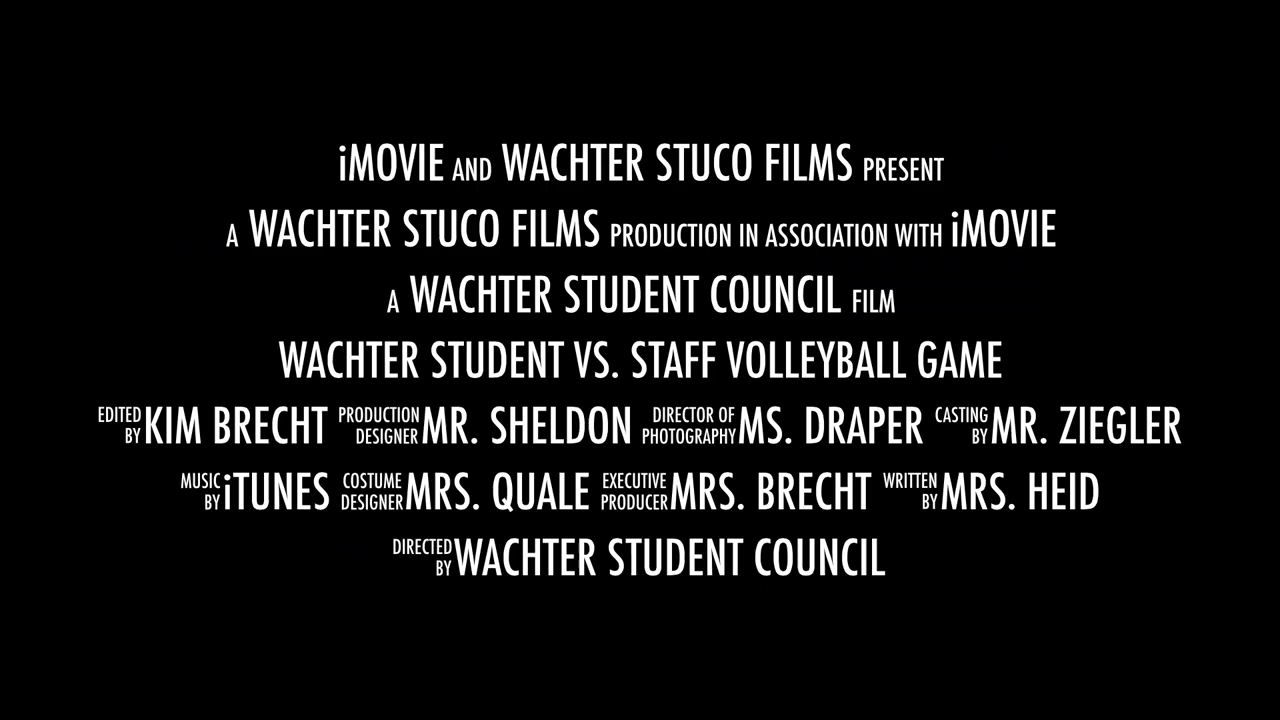 iMOVIE AND WACHTER STUCO FILMS PRESENT
A WACHTER STUCO FILMS PRODUCTION IN ASSOCIATION WITH iMOVIE
A WACHTER STUDENT COUNCIL FILM
WACHTER STUDENT VS. STAFF VOLLEYBALL GAME
EDITED BY KIM BRECHT PRODUCTION DESIGNER MR. SHELDON DIRECTOR OF PHOTOGRAPHY MS. DRAPER CASTING BY MR. ZIEGLER
MUSIC BY iTUNES COSTUME DESIGNER MRS. QUALE EXECUTIVE PRODUCER MRS. BRECHT WRITTEN BY MRS. HEID
DIRECTED BY WACHTER STUDENT COUNCIL